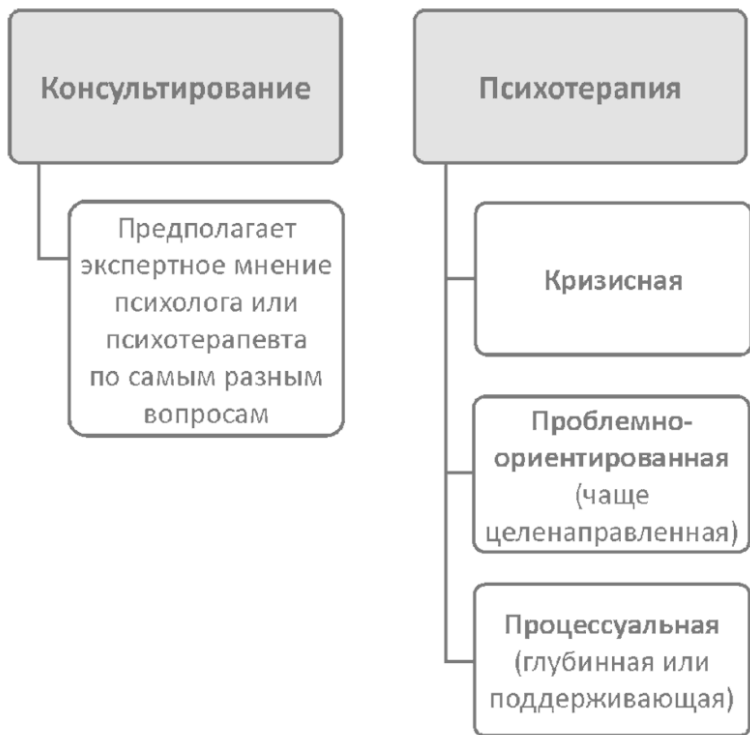 Консультирование
Предполагает
экспертное мнение
психолога или
психотерапевта
по самым разным
вопросам
Психотерапия
Кризисная
Проблемно-
ориентированная
(чаще
целенаправленная)
Процессуальная
(глубинная или
поддерживающая)